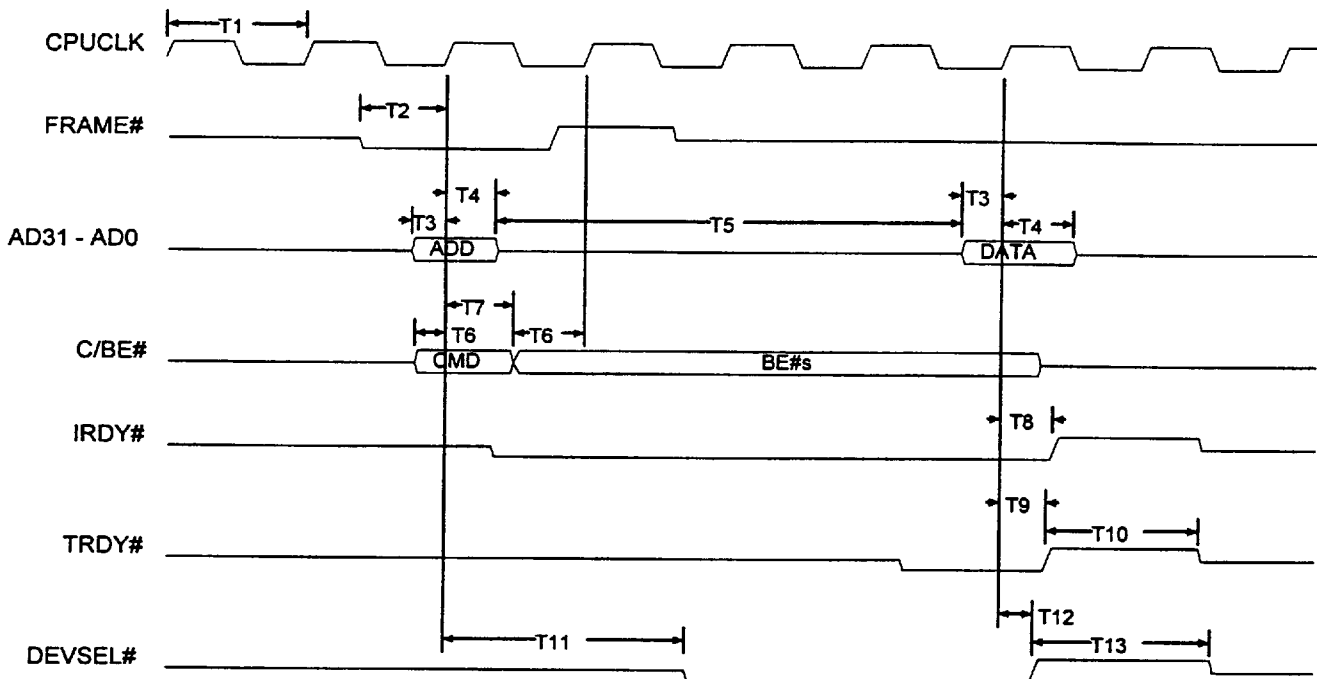 T1
CPUCLK
T2
FRAME#
T4
T3
T3
T5
T4
AD31 - AD0
ADD
DATA
T7
T6
T6
C/BE#
CMD
BE#s
T8
IRDY#
T9
TRDY#
T10
T12
T11
T13
DEVSEL#